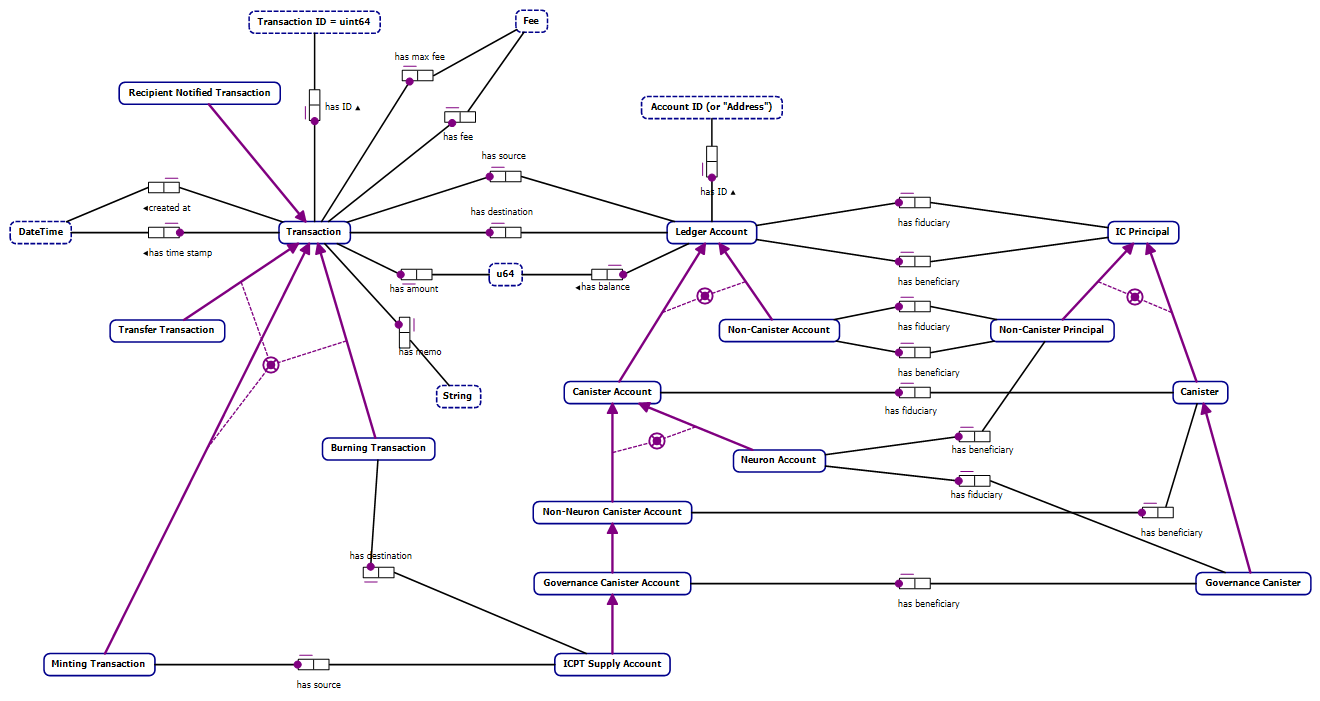 Transaction ID = uint64
Fee
has max fee
Recipient Notified Transaction
has ID ▲
Account ID (or "Address")
has fee
has source
has ID ▲
◄created at
has destination
has fiduciary
DateTime
Transaction
Ledger Account
IC Principal
◄has time stamp
u64
has amount
◄has balance
has beneficiary
Transfer Transaction
Non-Canister Account
has fiduciary
Non-Canister Principal
has memo
has beneficiary
String
Canister Account
has fiduciary
Canister
Burning Transaction
Neuron Account
has beneficiary
has fiduciary
Non-Neuron Canister Account
has beneficiary
has destination
Governance Canister Account
Governance Canister
has beneficiary
Minting Transaction
ICPT Supply Account
has source